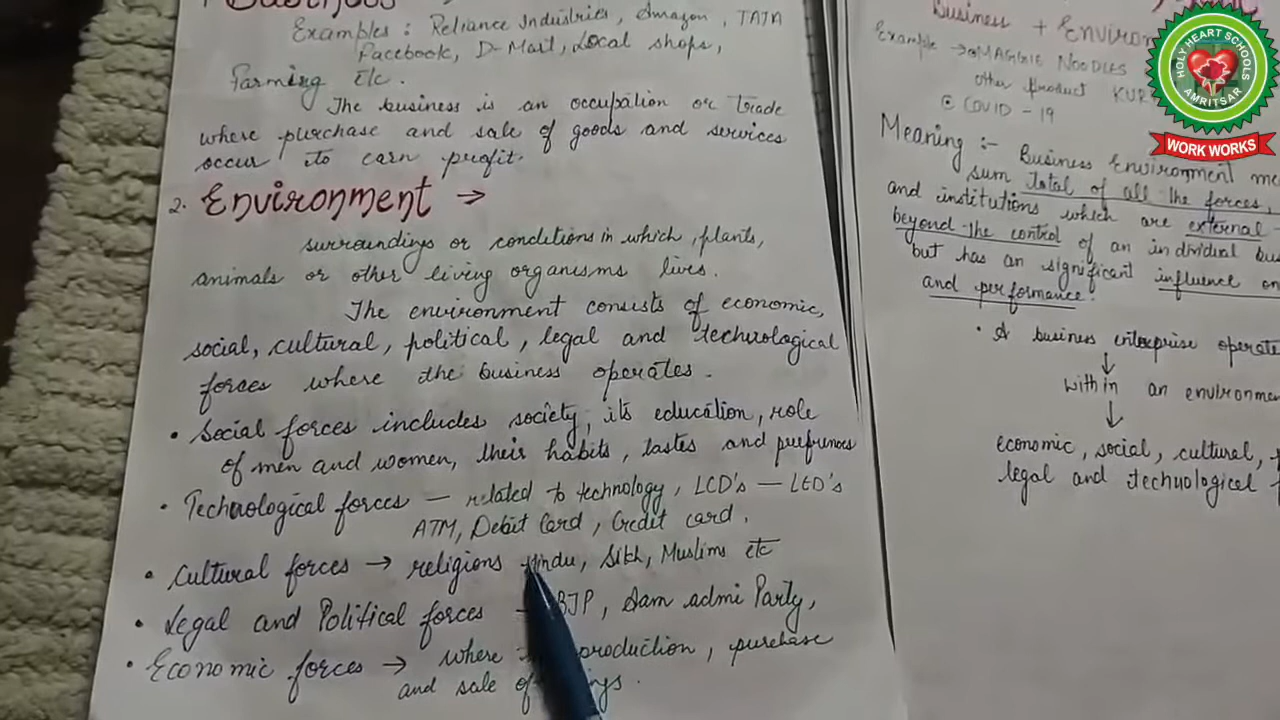 Business
Examples: Reliance Industries, Amazon, TATA
Facebook, D-Mart, Local shops,
Farming Etc.
The business is an occupation or trade
where purchase and sale of goods and services
occur to earn profit.
2. Environment →
surroundings or conditions in which, plants,
animals or other living organisms lives.
The environment consists of economic,
social, cultural, political, legal and technological
forces where the business operates.
• Social forces includes society, its education, role
of men and women, their habits, tastes and prefrences
• Technological forces — related to technology, LCD's — LED's
ATM, Debit Card, Credit card.
• Cultural forces → religions Hindu, Sikh, Muslims etc
• Legal and Political forces - BJP, Aam admi Party,
• Economic forces → where production, purchase
and sale of
Business + Environ
Example → MAGGIE NOODLES
other product KUR
COVID - 19
Meaning :- Business Environment me
sum total of all the forces,
and institutions which are external
beyond the control of an individual bus
but has an significant influence on
and performance.
• A business enterprise operate
↓
within an environme
↓
economic, social, cultural,
legal and technological
HOLY HEART SCHOOLS
AMRITSAR
WORK WORKS